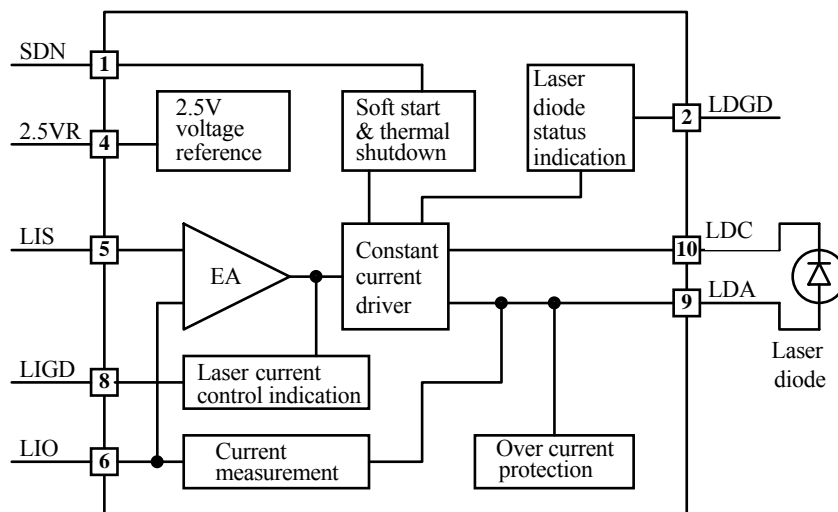 SDN
1
2.5VR
4
2.5V
voltage
reference
Soft start
& thermal
shutdown
Laser
diode
status
indication
2
LDGD
LIS
5
EA
Constant
current
driver
10
LDC
9
LDA
Laser
diode
LIGD
8
Laser current
control indication
LIO
6
Current
measurement
Over current
protection